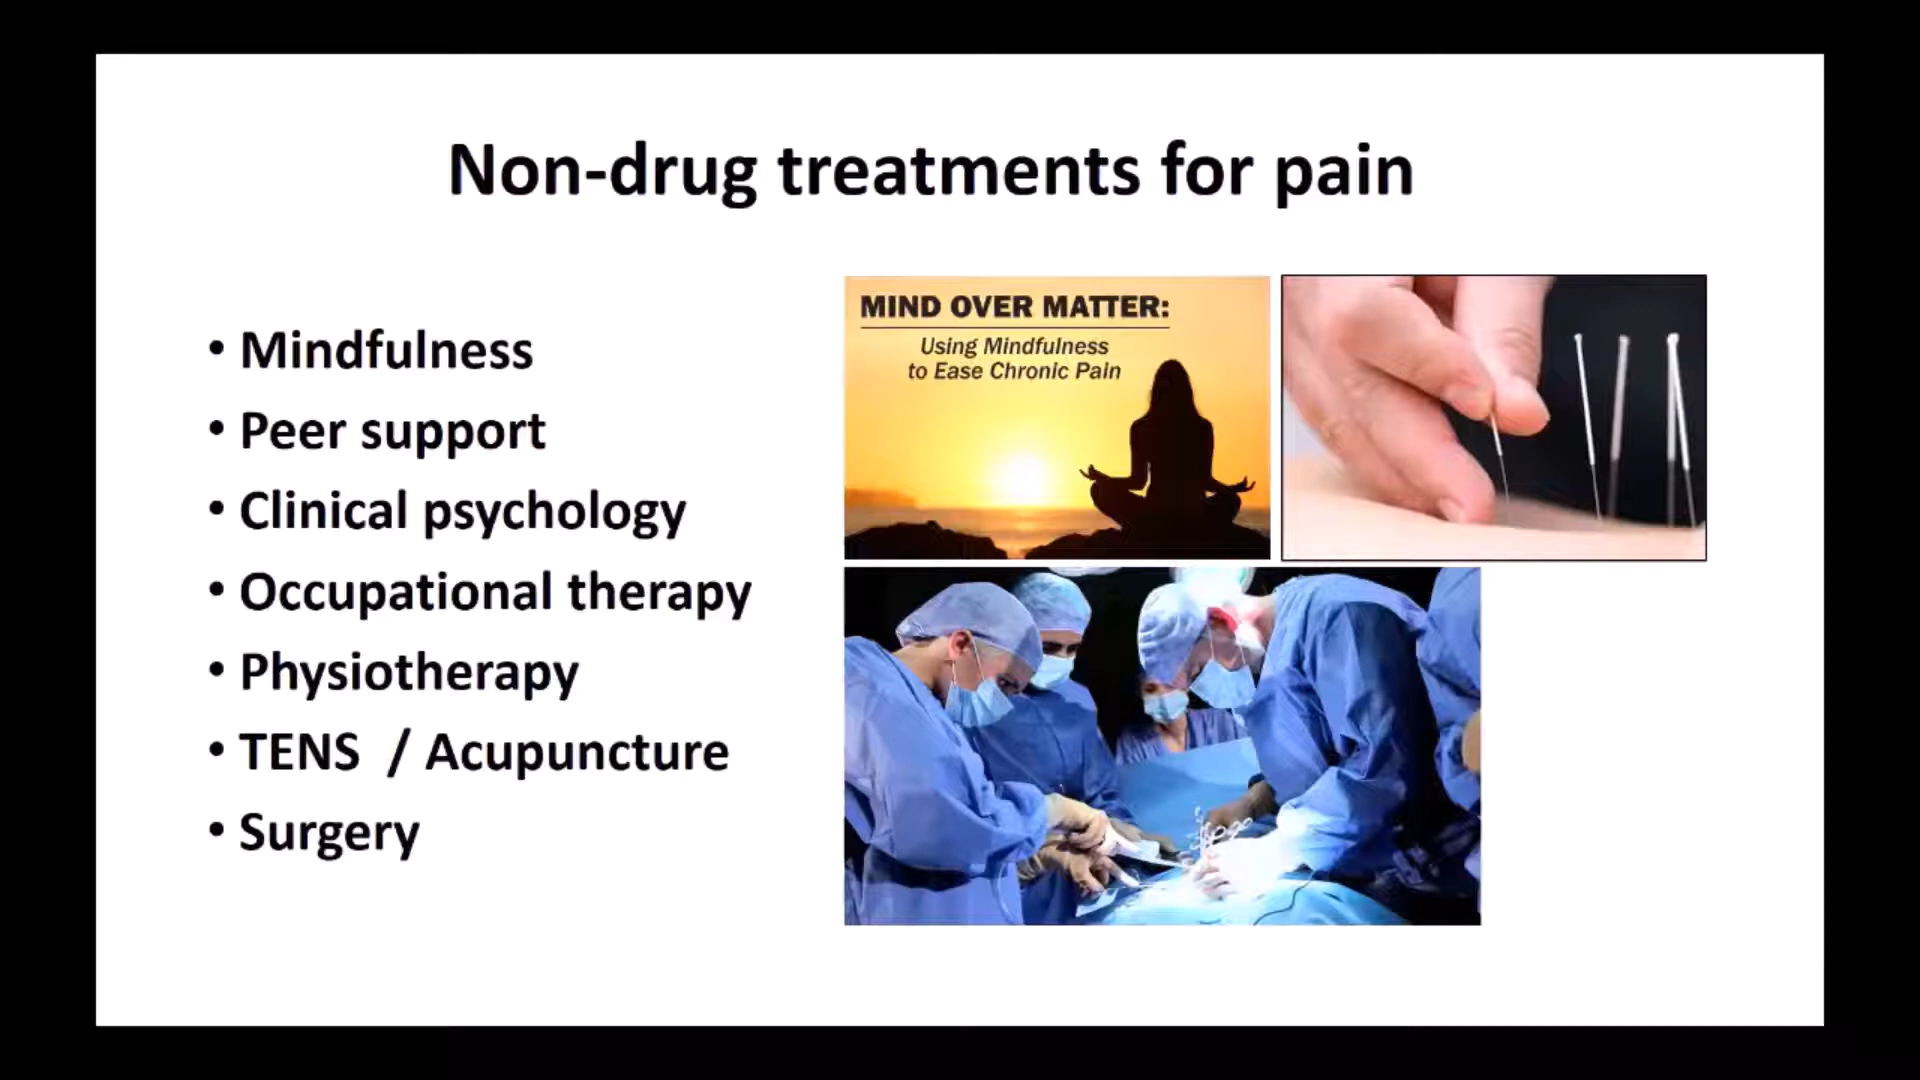 Non-drug treatments for pain
• Mindfulness
• Peer support
• Clinical psychology
• Occupational therapy
• Physiotherapy
• TENS / Acupuncture
• Surgery
MIND OVER MATTER:
Using Mindfulness
to Ease Chronic Pain